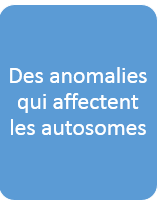 Des anomalies
qui affectent
les autosomes